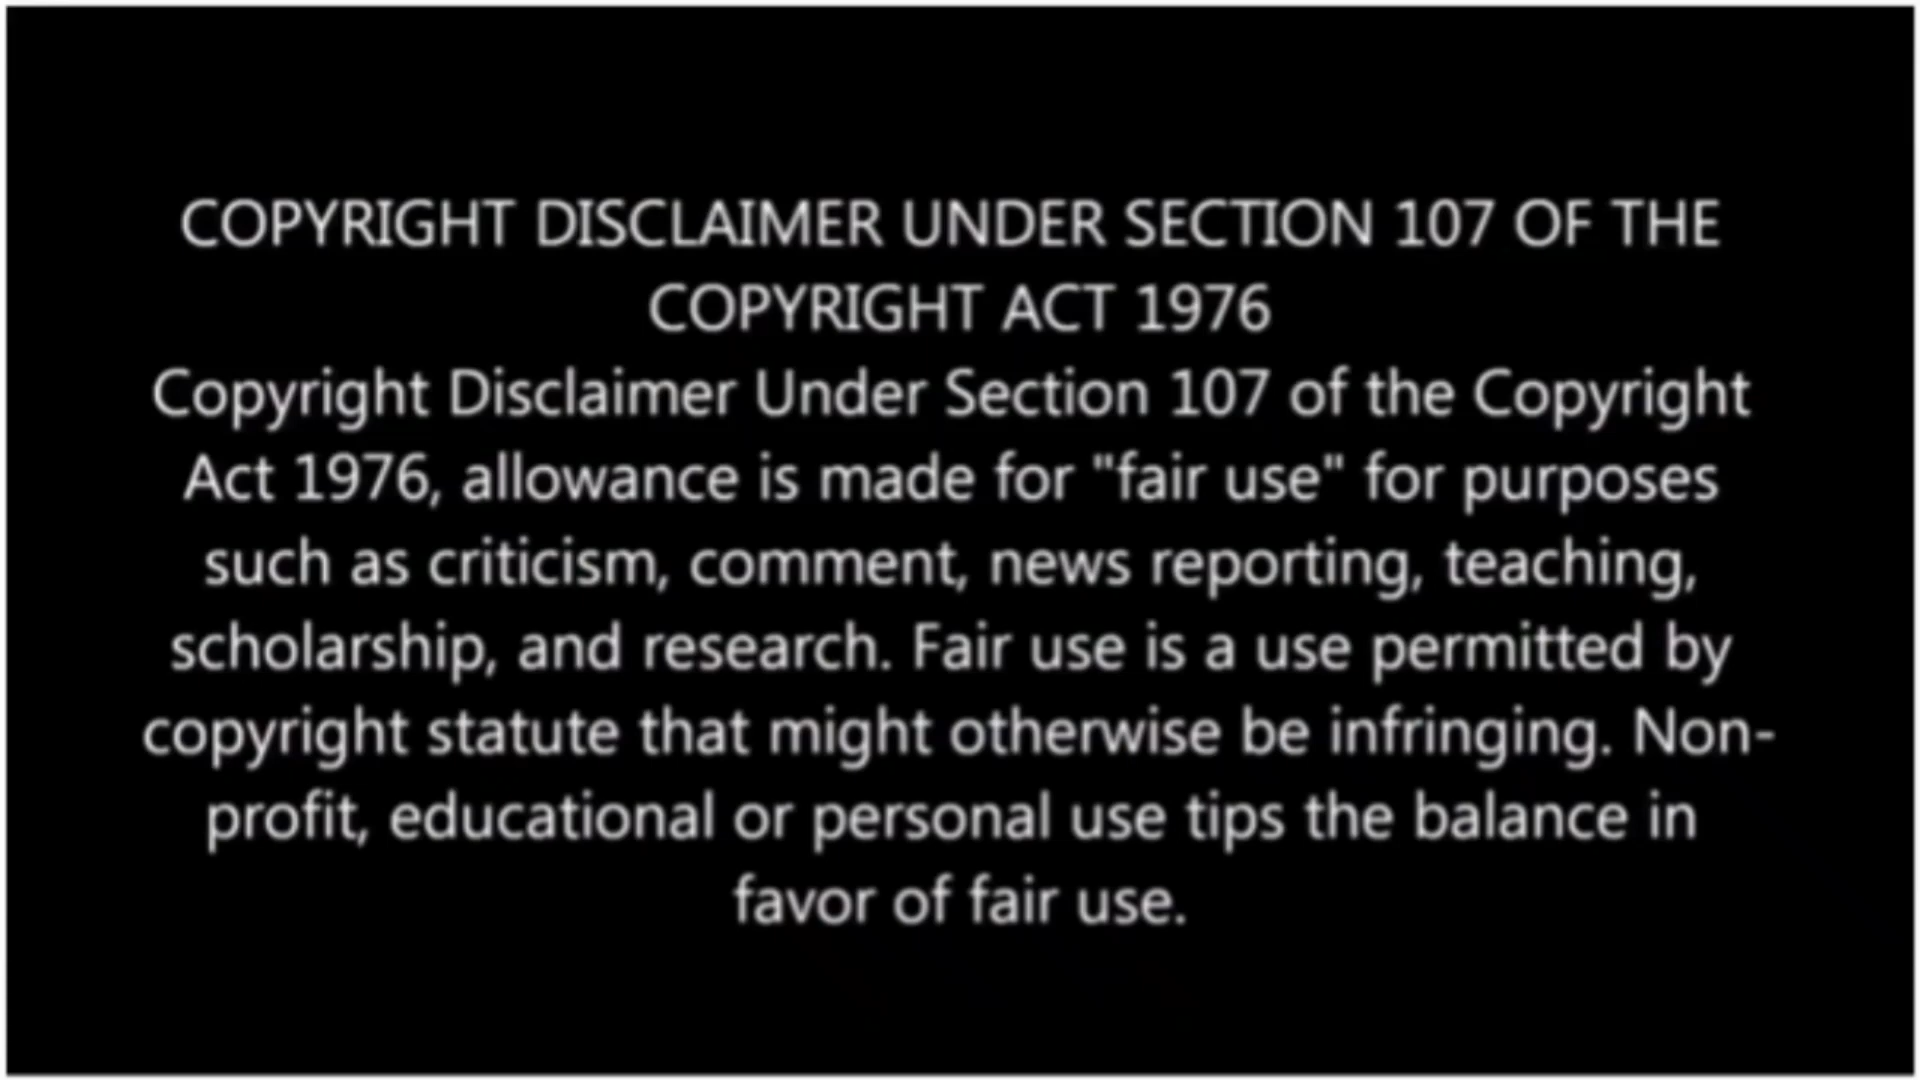 COPYRIGHT DISCLAIMER UNDER SECTION 107 OF THE
COPYRIGHT ACT 1976
Copyright Disclaimer Under Section 107 of the Copyright
Act 1976, allowance is made for "fair use" for purposes
such as criticism, comment, news reporting, teaching,
scholarship, and research. Fair use is a use permitted by
copyright statute that might otherwise be infringing. Non-
profit, educational or personal use tips the balance in
favor of fair use.